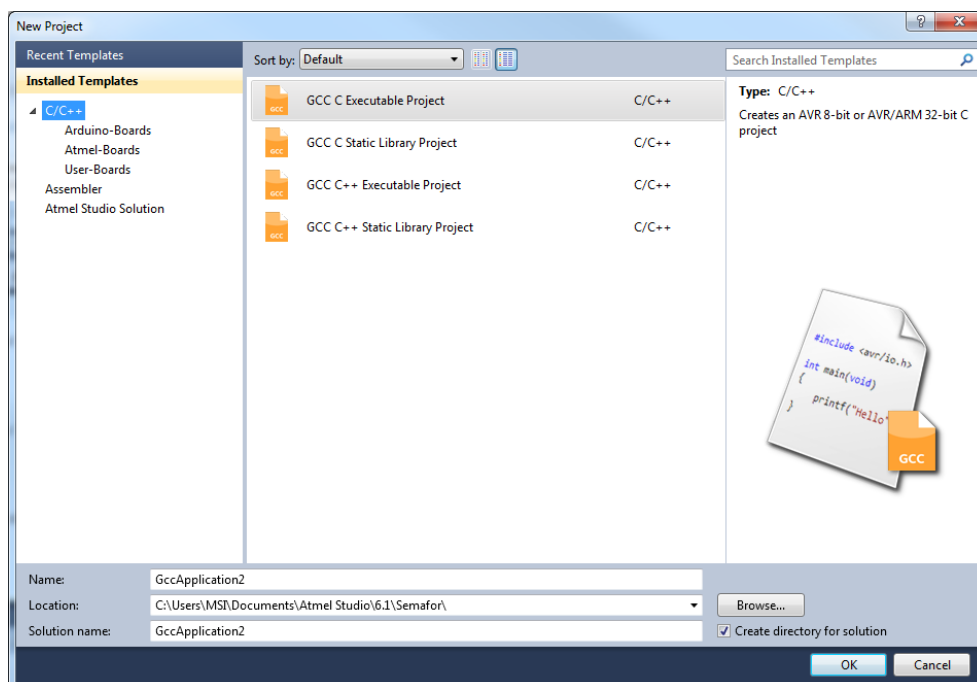 New Project
Recent Templates
Installed Templates
C/C++
Arduino-Boards
Atmel-Boards
User-Boards
Assembler
Atmel Studio Solution
Sort by: Default
GCC C Executable Project C/C++
GCC C Static Library Project C/C++
GCC C++ Executable Project C/C++
GCC C++ Static Library Project C/C++
GCC
GCC
GCC
GCC
Search Installed Templates
Type: C/C++
Creates an AVR 8-bit or AVR/ARM 32-bit C
project
#include <avr/io.h>
int main(void)
{
printf("Hello"
}
GCC
Name: GccApplication2
Location: C:\Users\MSI\Documents\Atmel Studio\6.1\Semafor\
Browse...
Solution name: GccApplication2
Create directory for solution
OK Cancel